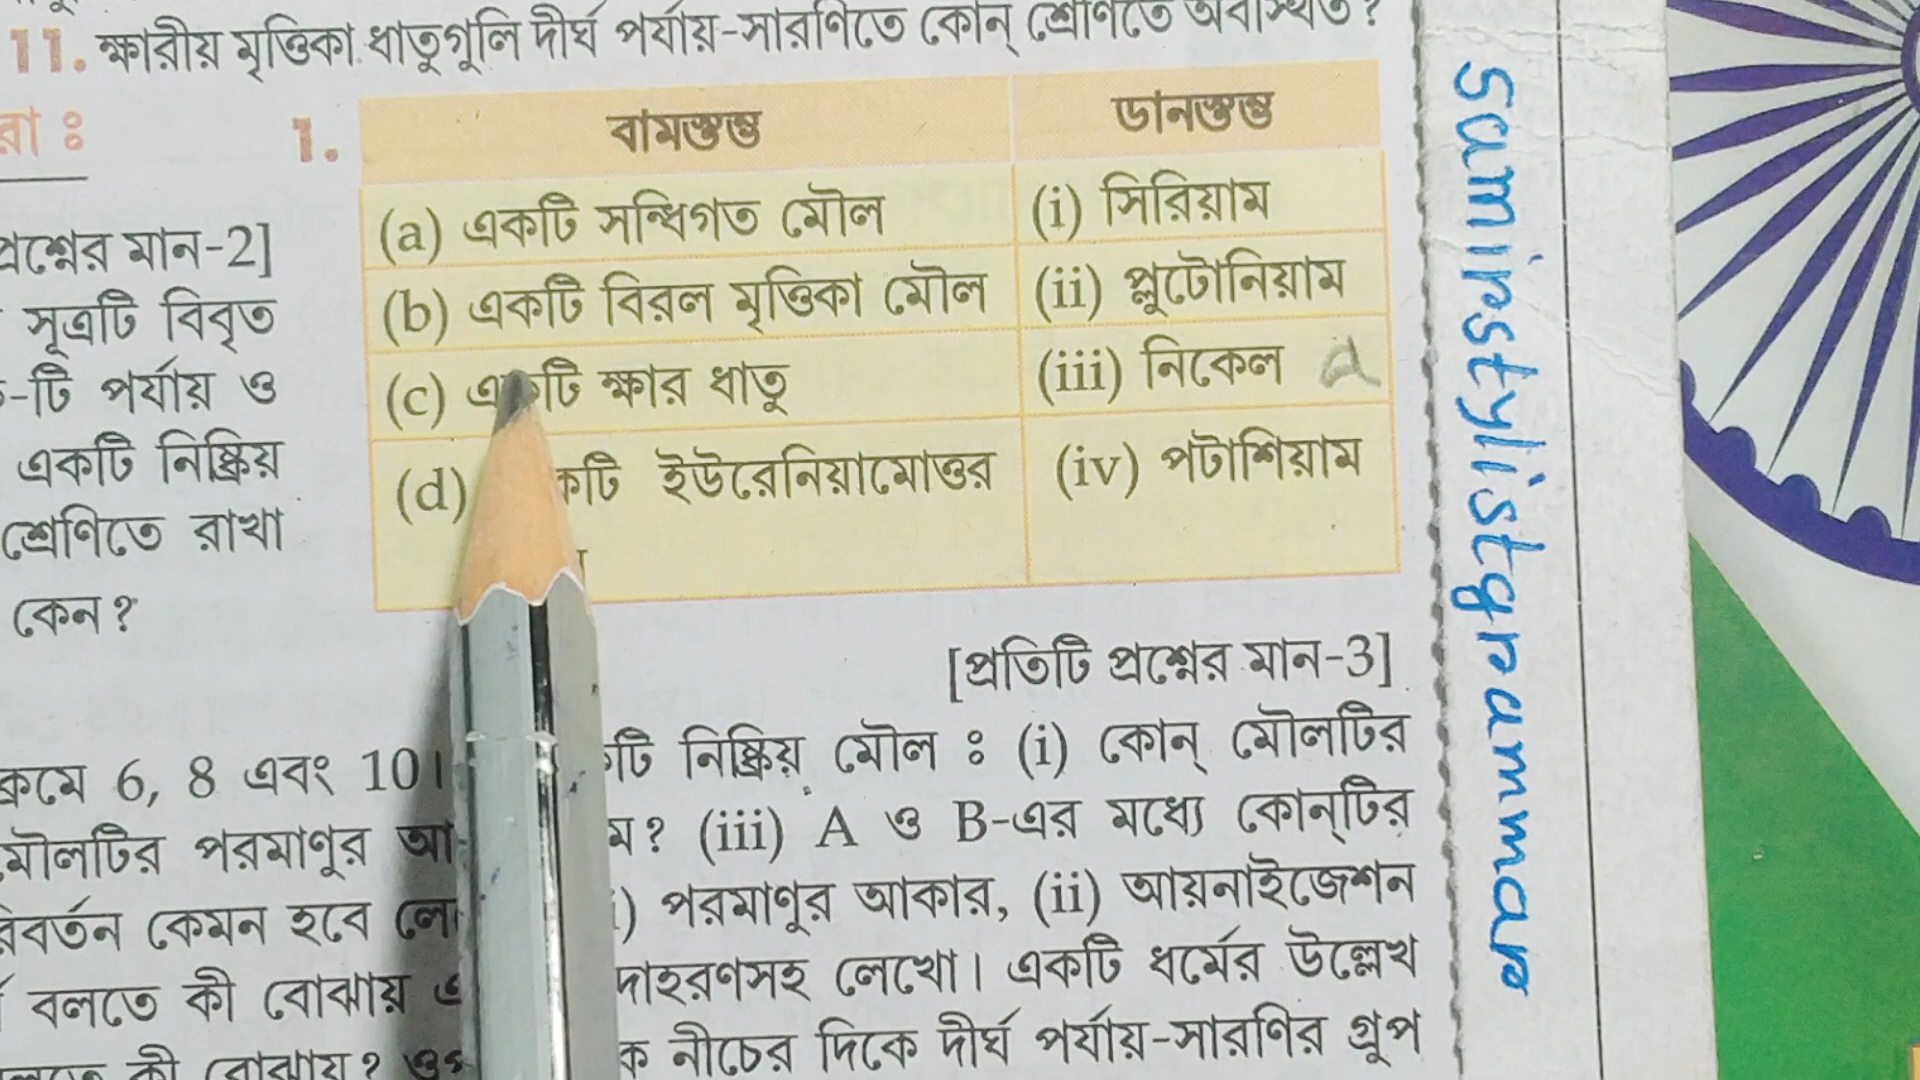 11. ক্ষারীয় মৃত্তিকা ধাতুগুলি দীর্ঘ পর্যায়-সারণিতে কোন্ শ্রেণিতে অবস্থিত?
রা :
1.
বামস্তম্ভ
ডানস্তম্ভ
(a) একটি সন্ধিগত মৌল
(i) সিরিয়াম
(b) একটি বিরল মৃত্তিকা মৌল
(ii) প্লুটোনিয়াম
(c) একটি ক্ষার ধাতু
(iii) নিকেল a
(d) কটি ইউরেনিয়ামোত্তর
(iv) পটাশিয়াম
প্রশ্নের মান-2]
সূত্রটি বিবৃত
-টি পর্যায় ও
একটি নিষ্ক্রিয়
শ্রেণিতে রাখা
কেন?
[প্রতিটি প্রশ্নের মান-3]
ক্রমে 6, 8 এবং 10। টি নিষ্ক্রিয় মৌল : (i) কোন্ মৌলটির
মৌলটির পরমাণুর আ ম? (iii) A ও B-এর মধ্যে কোন্‌টির
বর্তন কেমন হবে লে ) পরমাণুর আকার, (ii) আয়নাইজেশন
বলতে কী বোঝায় দাহরণসহ লেখো। একটি ধর্মের উল্লেখ
কী বোঝায়? ক নীচের দিকে দীর্ঘ পর্যায়-সারণির গ্রুপ
samirstylistgrammar